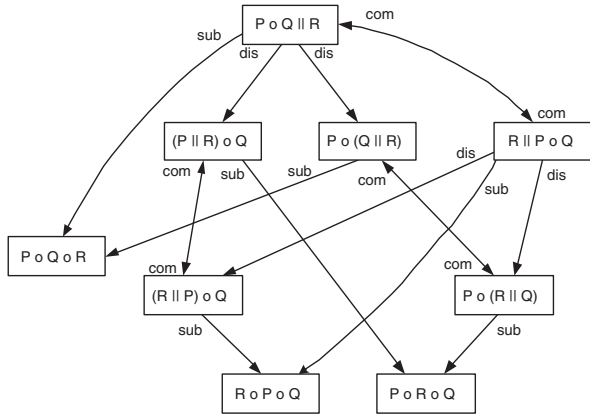 P o Q || R
com
sub
dis
dis
com
(P || R) o Q
P o (Q || R)
R || P o Q
com
sub
sub
com
dis
sub
dis
P o Q o R
com
com
(R || P) o Q
P o (R || Q)
sub
sub
R o P o Q
P o R o Q